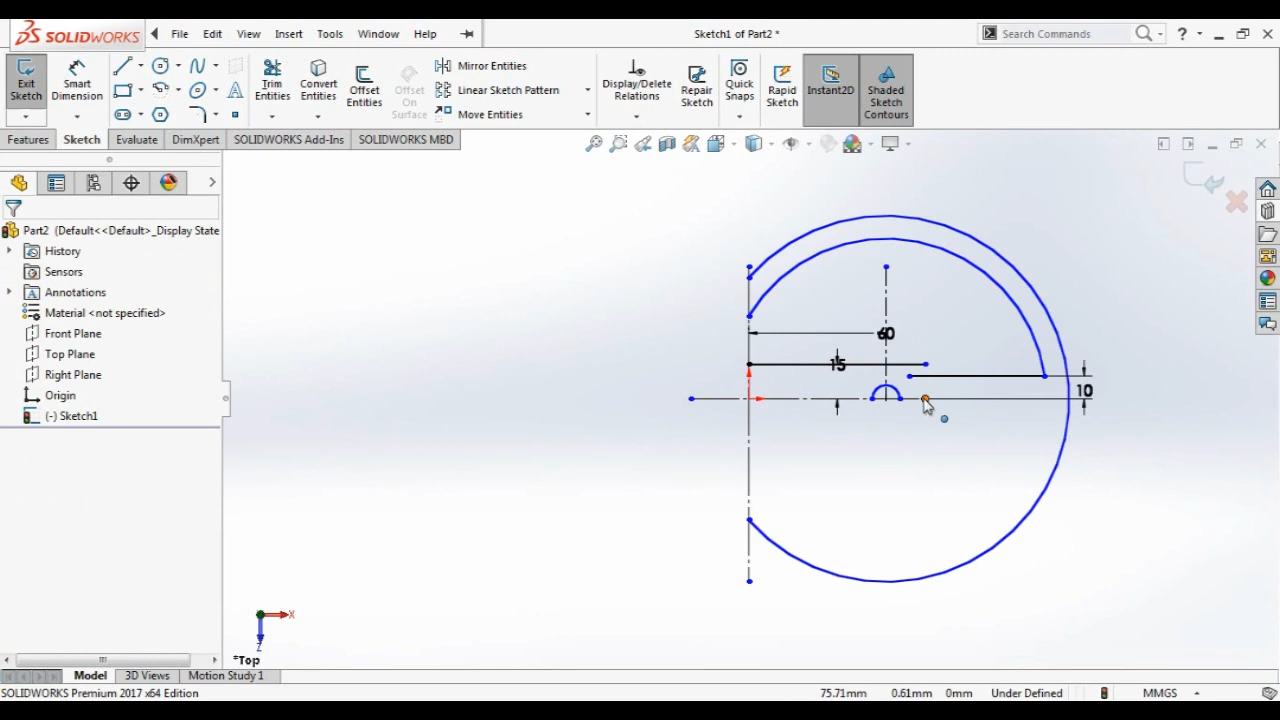 SOLIDWORKS File Edit View Insert Tools Window Help Sketch1 of Part2 * Search Commands ?
Exit Sketch Smart Dimension Trim Entities Convert Entities Offset Entities Offset On Surface Mirror Entities Linear Sketch Pattern Move Entities Display/Delete Relations Repair Sketch Quick Snaps Rapid Sketch Instant2D Shaded Sketch Contours
Features Sketch Evaluate DimXpert SOLIDWORKS Add-Ins SOLIDWORKS MBD
Part2 (Default<<Default>_Display State
History
Sensors
Annotations
Material <not specified>
Front Plane
Top Plane
Right Plane
Origin
(-) Sketch1
60
15
10
X
Z
*Top
Model 3D Views Motion Study 1
SOLIDWORKS Premium 2017 x64 Edition 75.71mm 0.61mm 0mm Under Defined MMGS